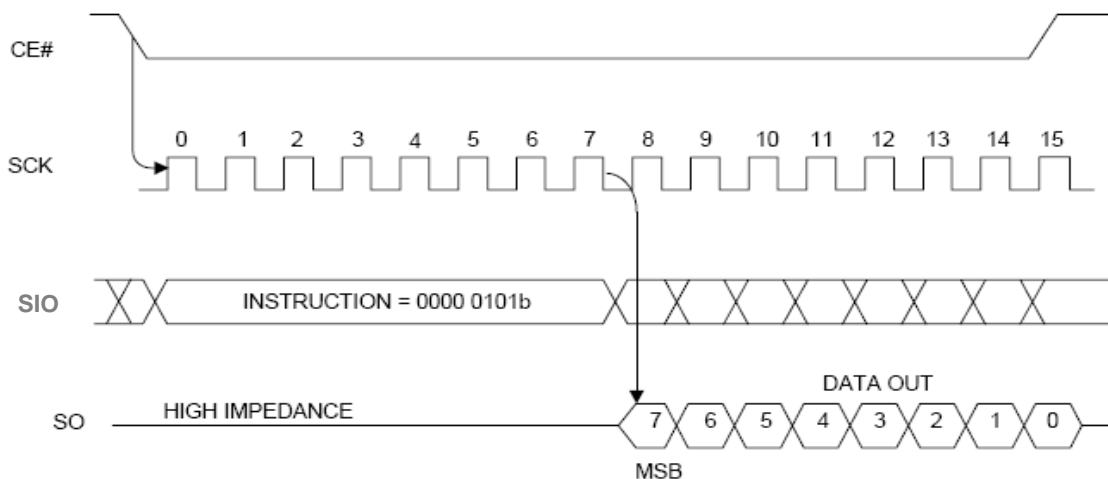 CE#
0 1 2 3 4 5 6 7 8 9 10 11 12 13 14 15
SCK
SIO INSTRUCTION = 0000 0101b
DATA OUT
HIGH IMPEDANCE
SO 7 6 5 4 3 2 1 0
MSB